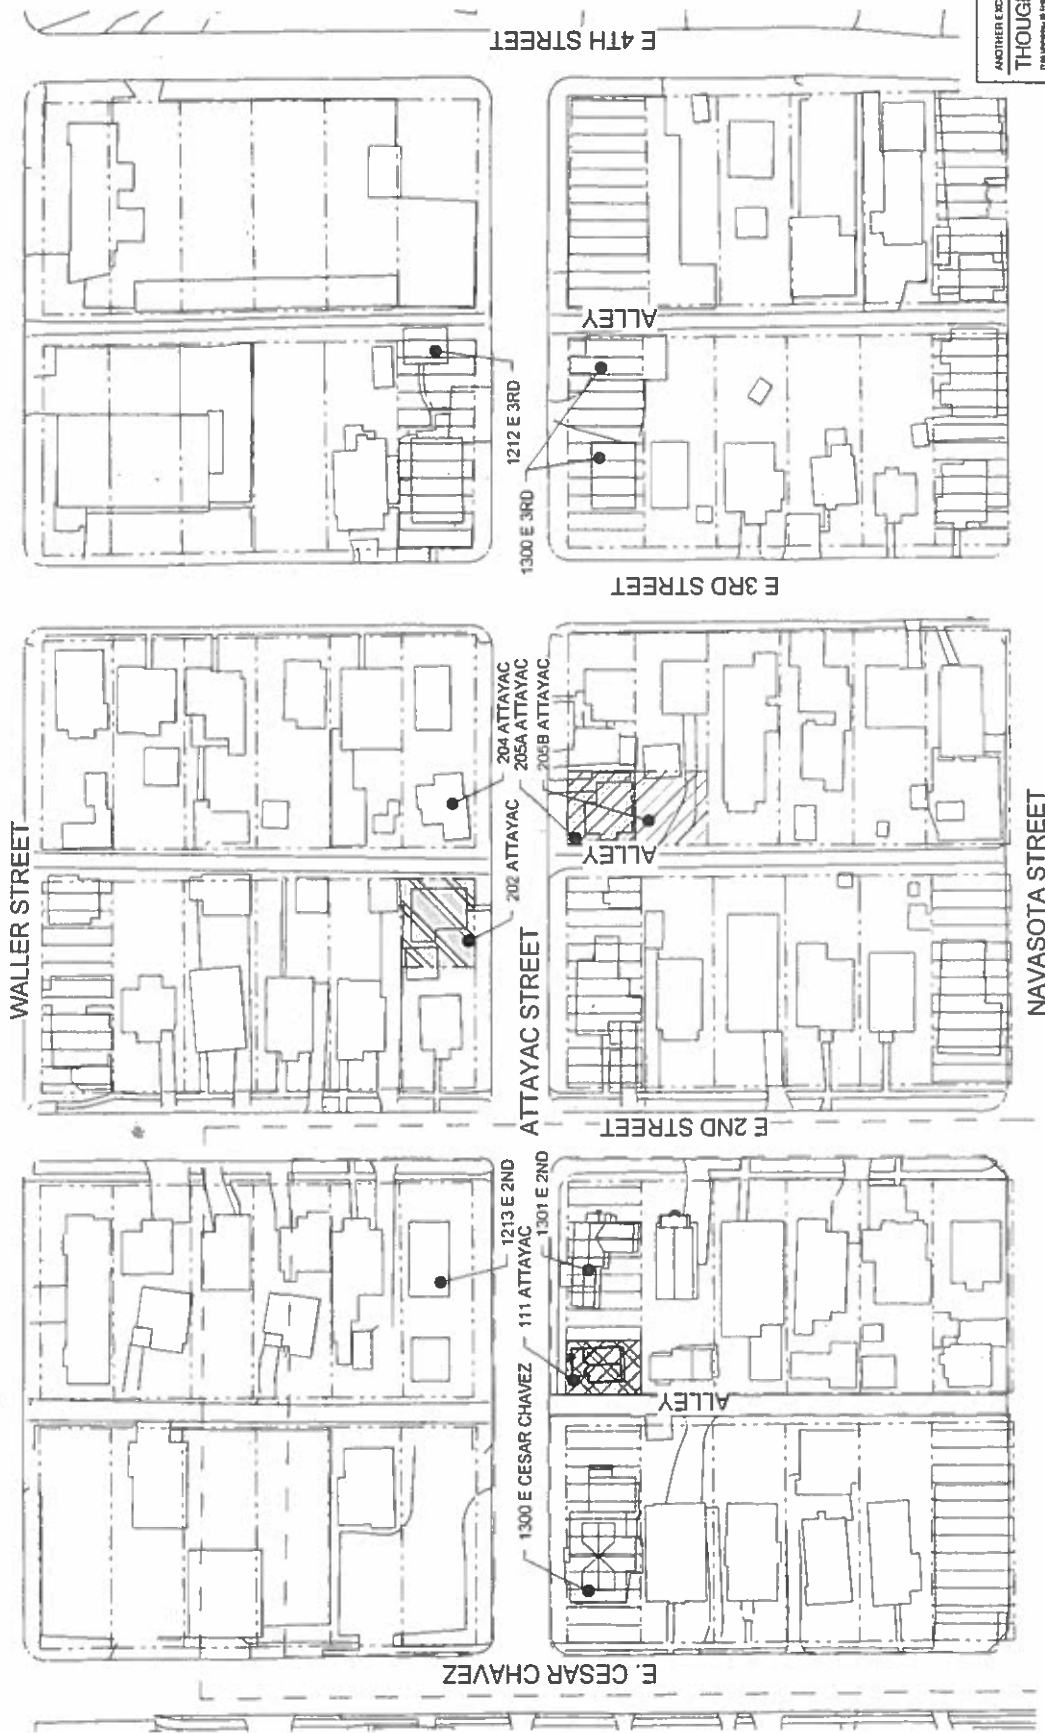 E 4TH STREET
ANOTHER EXC
THOUG
ALLEY
1212 E 3RD
1300 E 3RD
E 3RD STREET
WALLER STREET
204 ATTAYAC
205A ATTAYAC
205B ATTAYAC
202 ATTAYAC
ALLEY
ATTAYAC STREET
NAVASOTA STREET
E 2ND STREET
1213 E 2ND
1301 E 2ND
111 ATTAYAC
1300 E CESAR CHAVEZ
ALLEY
E. CESAR CHAVEZ